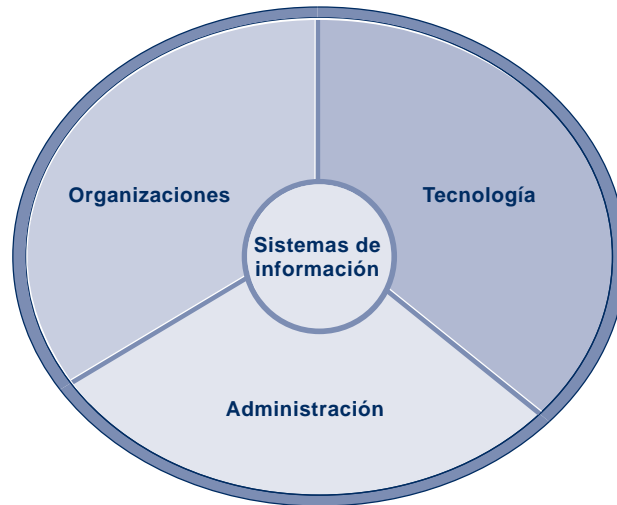 Organizaciones
Tecnología
Sistemas de
información
Administración